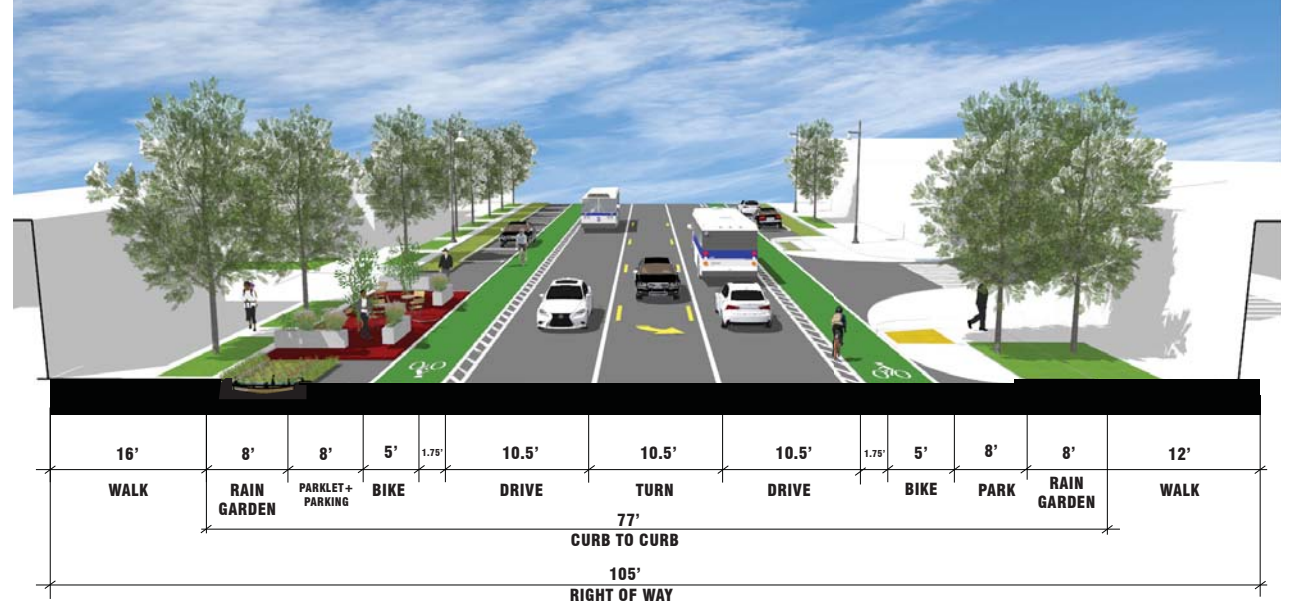 16' 8' 8' 5' 1.75' 10.5' 10.5' 10.5' 1.75' 5' 8' 8' 12'
WALK RAIN PARKLET+ BIKE DRIVE TURN DRIVE BIKE PARK RAIN WALK
GARDEN PARKING GARDEN
77'
CURB TO CURB
105'
RIGHT OF WAY